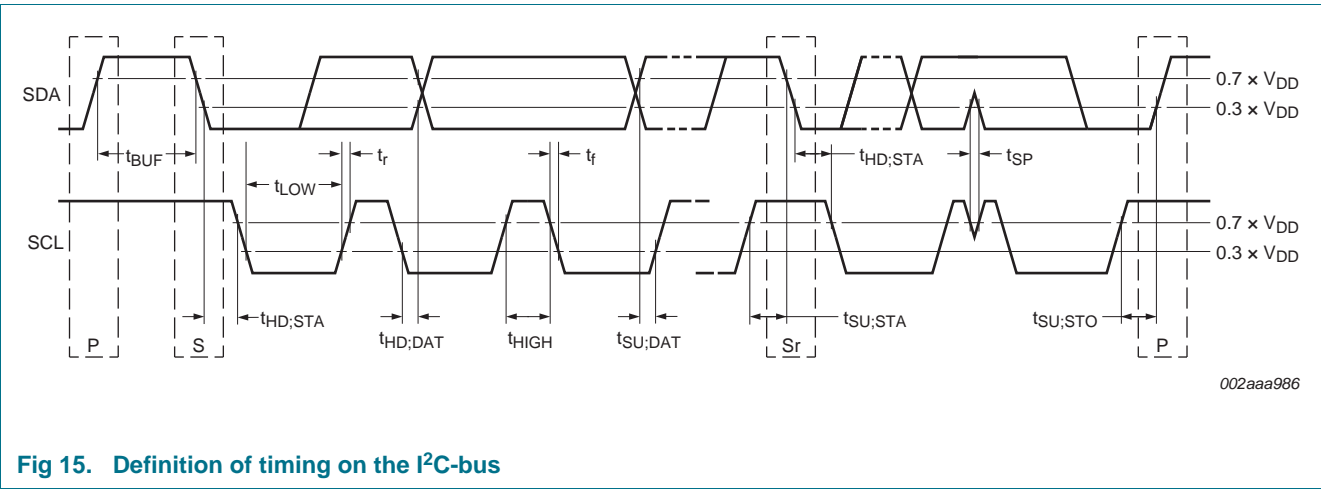 SDA
0.7 × VDD
0.3 × VDD
tBUF
tLOW
tr
tf
tHD;STA
tSP
SCL
0.7 × VDD
0.3 × VDD
tHD;STA
tHD;DAT
tHIGH
tSU;DAT
tSU;STA
tSU;STO
P
S
Sr
P
002aaa986
Fig 15. Definition of timing on the I²C-bus